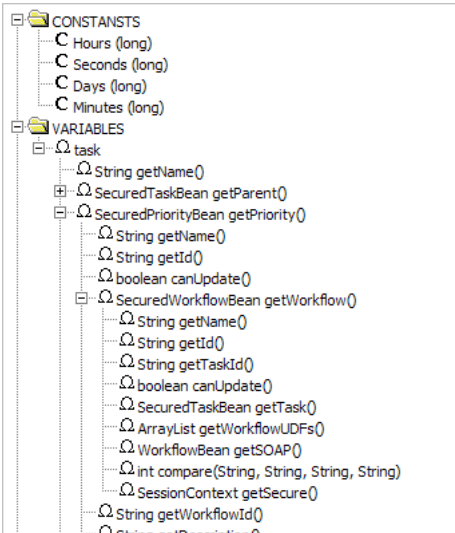 CONSTANSTS
C Hours (long)
C Seconds (long)
C Days (long)
C Minutes (long)
VARIABLES
Ω task
Ω String getName()
Ω SecuredTaskBean getParent()
Ω SecuredPriorityBean getPriority()
Ω String getName()
Ω String getId()
Ω boolean canUpdate()
Ω SecuredWorkflowBean getWorkflow()
Ω String getName()
Ω String getId()
Ω String getTaskId()
Ω boolean canUpdate()
Ω SecuredTaskBean getTask()
Ω ArrayList getWorkflowUDFs()
Ω WorkflowBean getSOAP()
Ω int compare(String, String, String, String)
Ω SessionContext getSecure()
Ω String getWorkflowId()
Ω String getDescription()